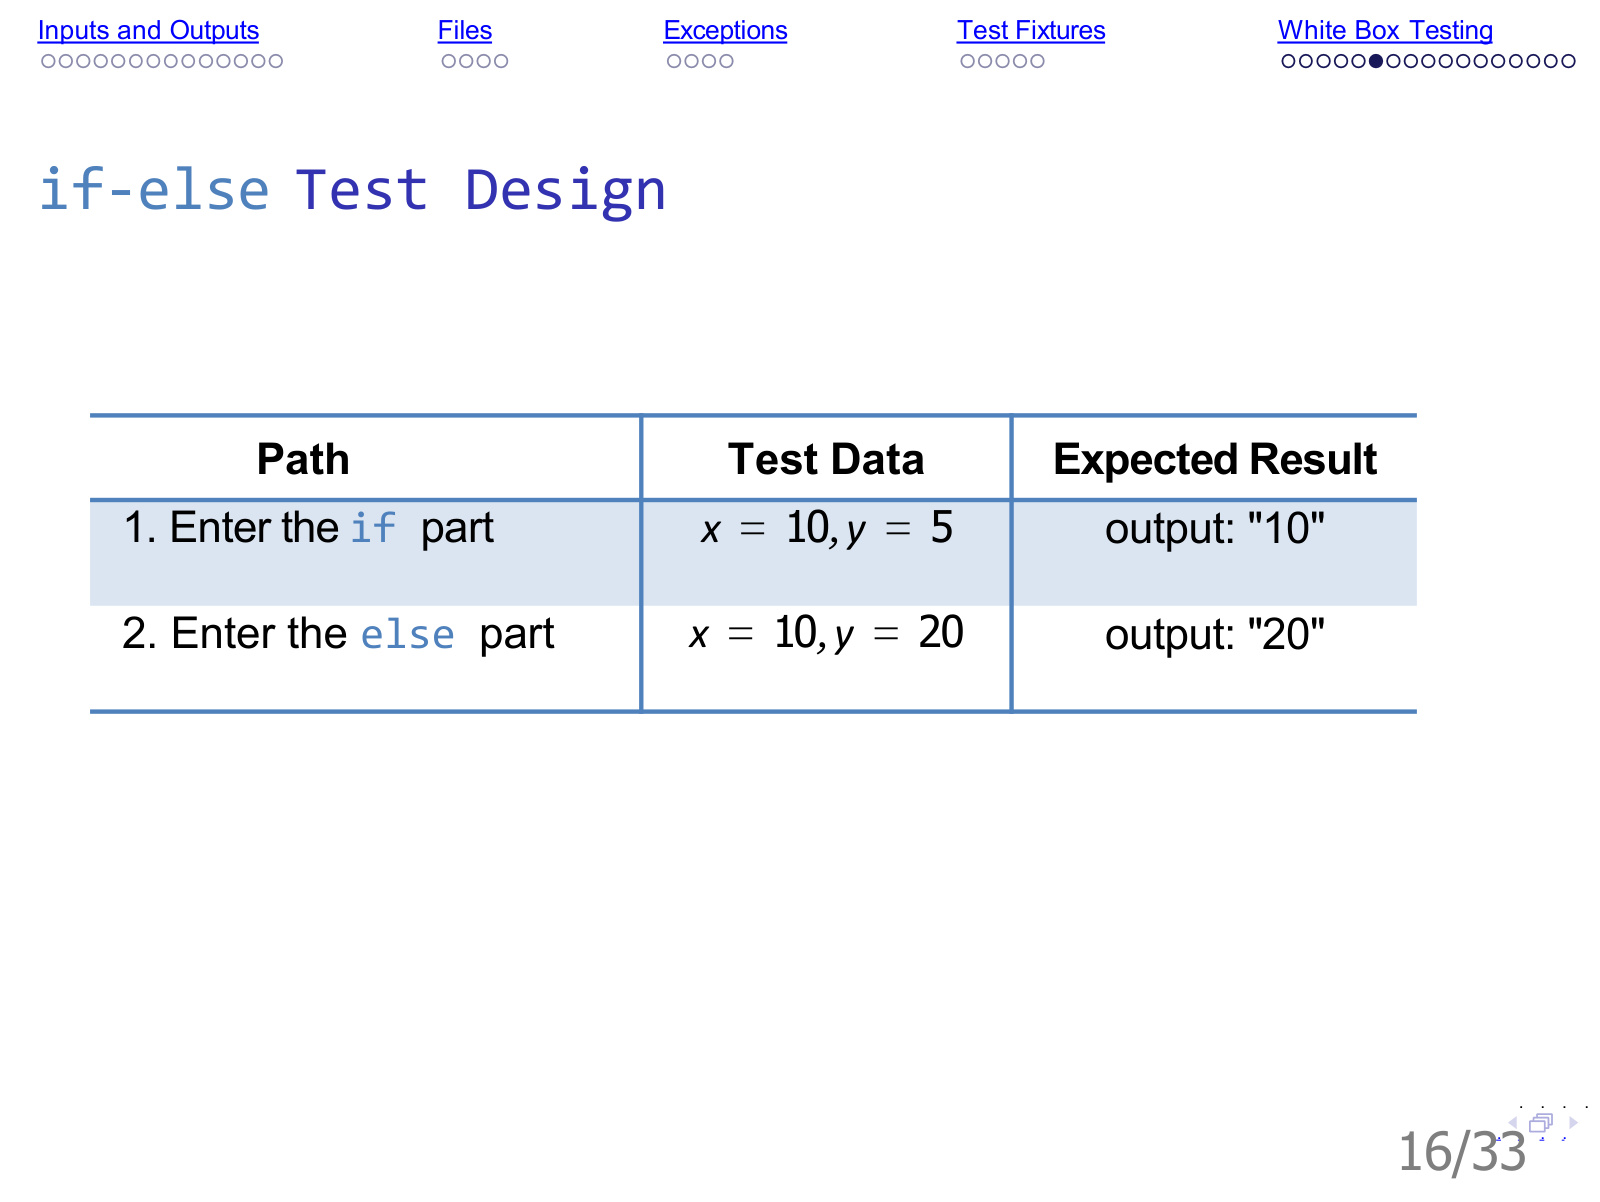 Inputs and Outputs Files Exceptions Test Fixtures White Box Testing
if-else Test Design
Path Test Data Expected Result
1. Enter the if part x = 10, y = 5 output: "10"
2. Enter the else part x = 10, y = 20 output: "20"
16/33